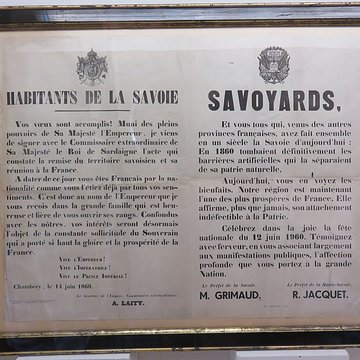 HABITANTS DE LA SAVOIE
Vos vœux sont accomplis! Muni des pleins
pouvoirs de Sa Majesté l'Empereur, je viens
de signer avec le Commissaire extraordinaire de
Sa Majesté le Roi de Sardaigne l'acte qui
constate la remise du territoire savoisien et sa
réunion à la France.
A dater de ce jour vous êtes Français par la na-
tionalité comme vous l'étiez déjà par tous vos sen-
timents. C'est donc au nom de l'Empereur que je
vous reçois dans la grande famille qui est heu-
reuse et fière de vous ouvrir ses rangs. Confondus
avec les nôtres, vos intérêts seront désormais
l'objet de la constante sollicitude du Souverain
qui a porté si haut la gloire et la prospérité de la
France.
VIVE L'EMPEREUR!
VIVE L'IMPÉRATRICE!
VIVE LE PRINCE IMPÉRIAL!
Chambéry, le 14 juin 1860.
Le Sénateur de l'Empire, Commissaire extraordinaire,
A. LAITY.
SAVOYARDS,
Et vous tous qui, venus des autres
provinces françaises, avez fait ensemble
en un siècle la Savoie d'aujourd'hui :
En 1860 tombaient définitivement les
barrières artificielles qui la séparaient
de sa patrie naturelle.
Aujourd'hui, vous en voyez les
bienfaits. Notre région est maintenant
l'une des plus prospères de France. Elle
affirme, plus que jamais, son attachement
indéfectible à la Patrie.
Célébrez dans la joie la fête
nationale du 12 juin 1960. Témoignez
avec ferveur, en vous associant largement
aux manifestations publiques, l'affection
profonde que vous portez à la grande
Nation.
Le Préfet de la Savoie,
M. GRIMAUD,
Le Préfet de la Haute-Savoie,
R. JACQUET.